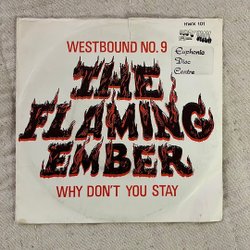 HWX 101
WESTBOUND NO. 9
Euphonic
Disc
Centre
THE
FLAMING
EMBER
WHY DON'T YOU STAY